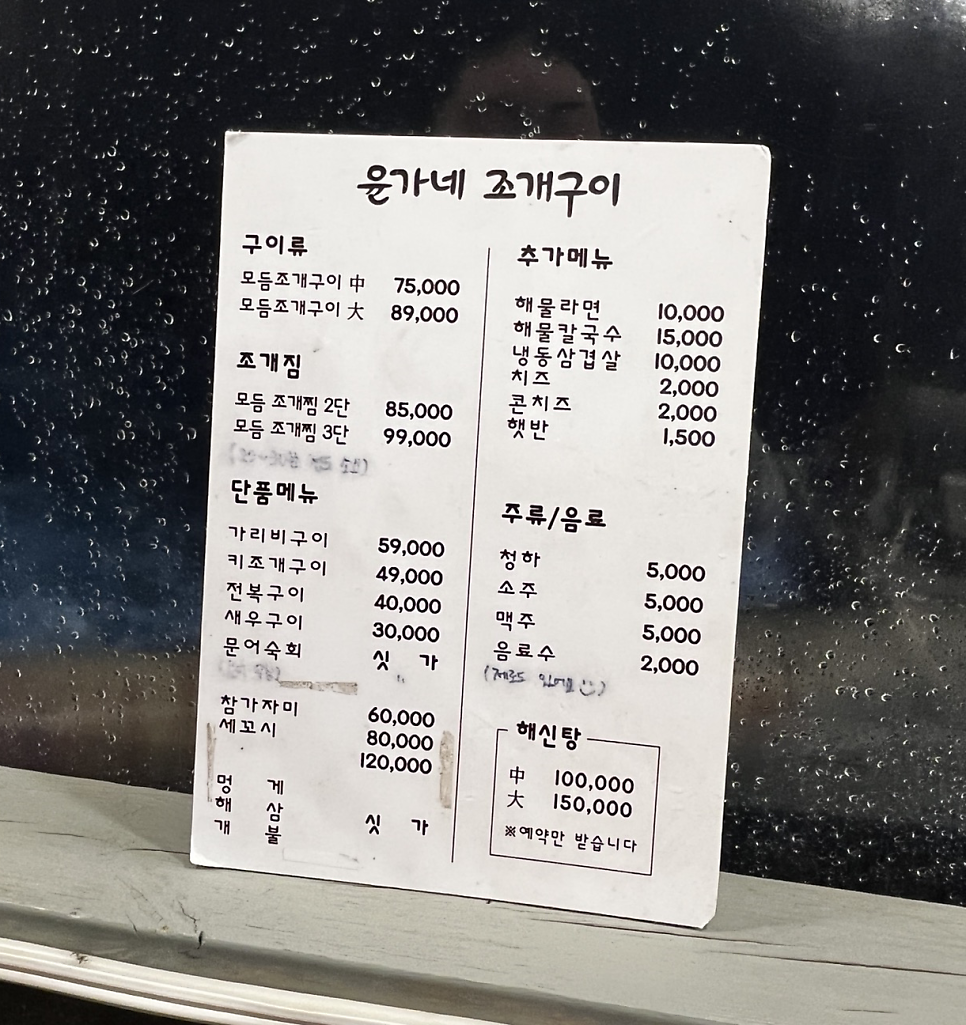 윤가네 조개구이
구이류
모듬조개구이 中 75,000
모듬조개구이 大 89,000
조개찜
모듬 조개찜 2단 85,000
모듬 조개찜 3단 99,000
단품메뉴
가리비구이 59,000
키조개구이 49,000
전복구이 40,000
새우구이 30,000
문어숙회 싯 가
참가자미 60,000
세꼬시 80,000
120,000
멍 게
해 삼 싯 가
개 불
추가메뉴
해물라면 10,000
해물칼국수 15,000
냉동삼겹살 10,000
치즈 2,000
콘치즈 2,000
햇반 1,500
주류/음료
청하 5,000
소주 5,000
맥주 5,000
음료수 2,000
해신탕
中 100,000
大 150,000
※예약만 받습니다